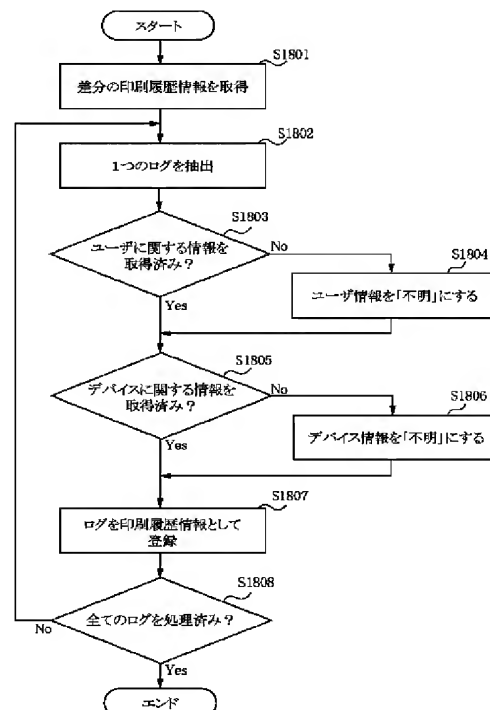 スタート
S1801
差分の印刷履歴情報を取得
S1802
1つのログを抽出
S1803
ユーザに関する情報を
取得済み？
No
S1804
ユーザ情報を「不明」にする
Yes
S1805
デバイスに関する情報を
取得済み？
No
S1806
デバイス情報を「不明」にする
Yes
S1807
ログを印刷履歴情報として
登録
S1808
全てのログを処理済み？
No
Yes
エンド